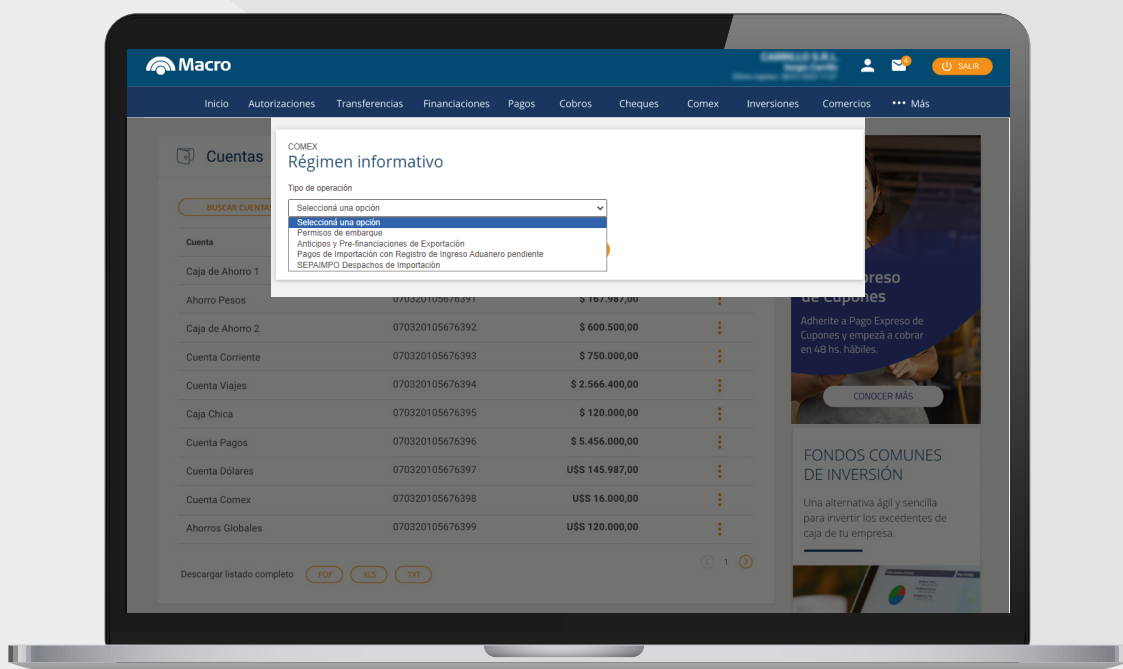 Macro
SALIR
Inicio Autorizaciones Transferencias Financiaciones Pagos Cobros Cheques Comex Inversiones Comercios ••• Más
Cuentas
BUSCAR CUENTAS
Cuenta
Caja de Ahorro 1
COMEX
Régimen informativo
Tipo de operación
Seleccioná una opción
Seleccioná una opción
Permisos de embarque
Anticipos y Pre-financiaciones de Exportación
Pagos de Importación con Registro de Ingreso Aduanero pendiente
SEPAIMPO Despachos de Importación
Ahorro Pesos 070320105676391 $ 167.987,00
Caja de Ahorro 2 070320105676392 $ 600.500,00
Cuenta Corriente 070320105676393 $ 750.000,00
Cuenta Viajes 070320105676394 $ 2.566.400,00
Caja Chica 070320105676395 $ 120.000,00
Cuenta Pagos 070320105676396 $ 5.456.000,00
Cuenta Dólares 070320105676397 U$S 145.987,00
Cuenta Comex 070320105676398 U$S 16.000,00
Ahorros Globales 070320105676399 U$S 120.000,00
1
Descargar listado completo PDF XLS TXT
de Cupones
Adherite a Pago Expreso de
Cupones y empezá a cobrar
en 48 hs. hábiles.
CONOCER MÁS
FONDOS COMUNES
DE INVERSIÓN
Una alternativa ágil y sencilla
para invertir los excedentes de
caja de tu empresa.